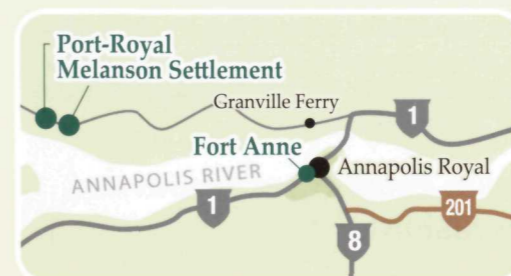 Port-Royal
Melanson Settlement
Granville Ferry
1
Fort Anne
Annapolis Royal
ANNAPOLIS RIVER
1
201
8